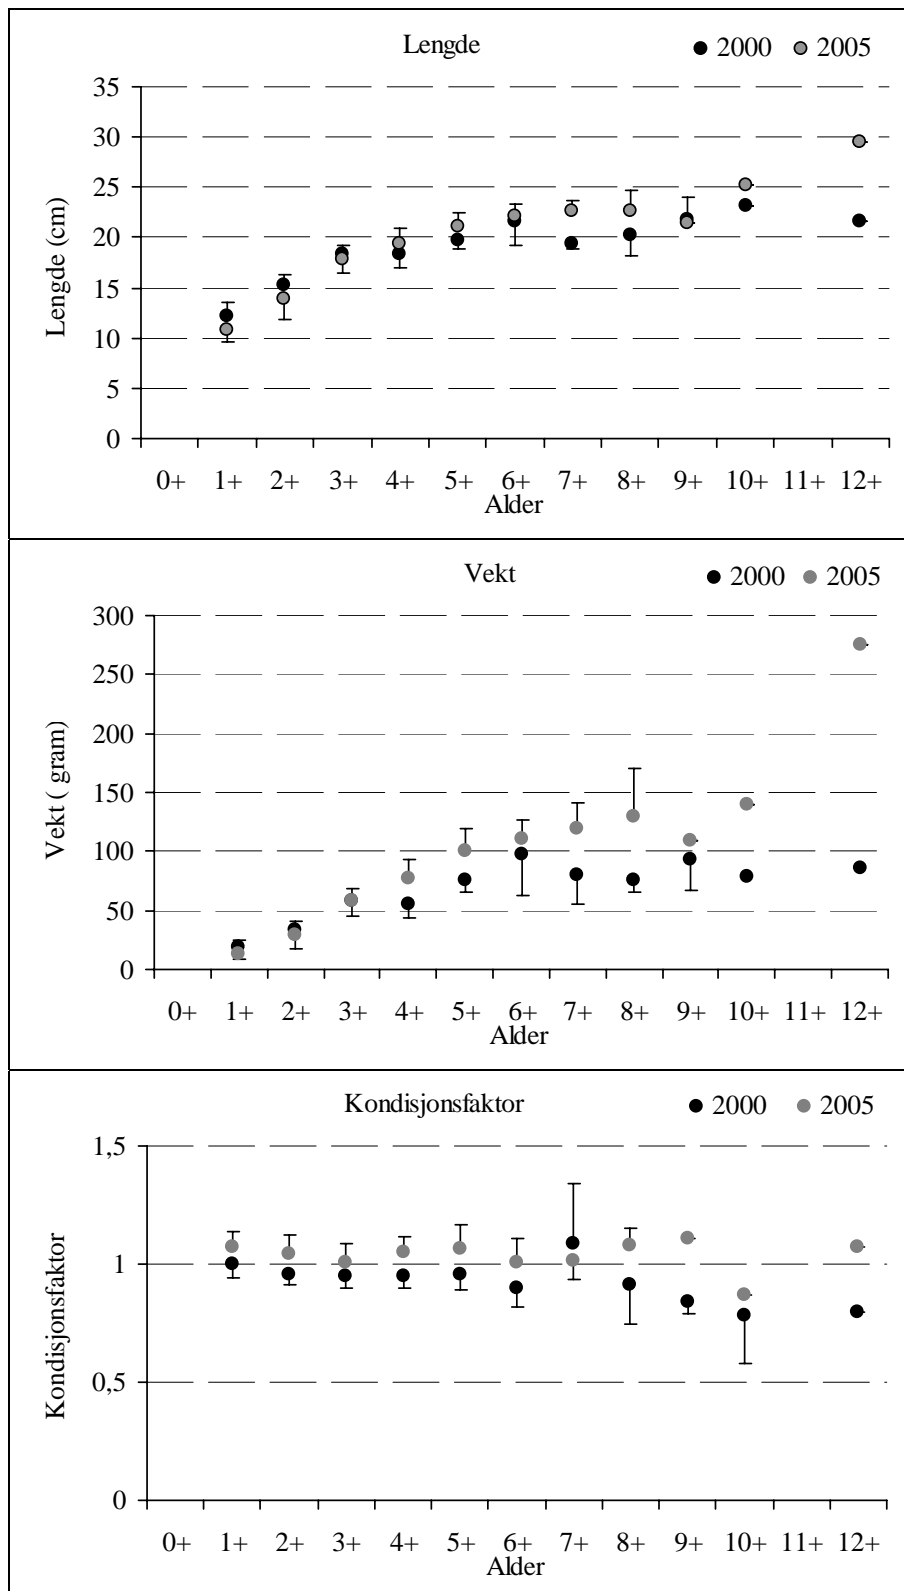 Lengde
2000 2005
35
30
25
20
15
10
5
0
Lengde (cm)
0+ 1+ 2+ 3+ 4+ 5+ 6+ 7+ 8+ 9+ 10+ 11+ 12+
Alder
Vekt
2000 2005
300
250
200
150
100
50
0
Vekt ( gram)
0+ 1+ 2+ 3+ 4+ 5+ 6+ 7+ 8+ 9+ 10+ 11+ 12+
Alder
Kondisjonsfaktor
2000 2005
1,5
1
0,5
0
Kondisjonsfaktor
0+ 1+ 2+ 3+ 4+ 5+ 6+ 7+ 8+ 9+ 10+ 11+ 12+
Alder